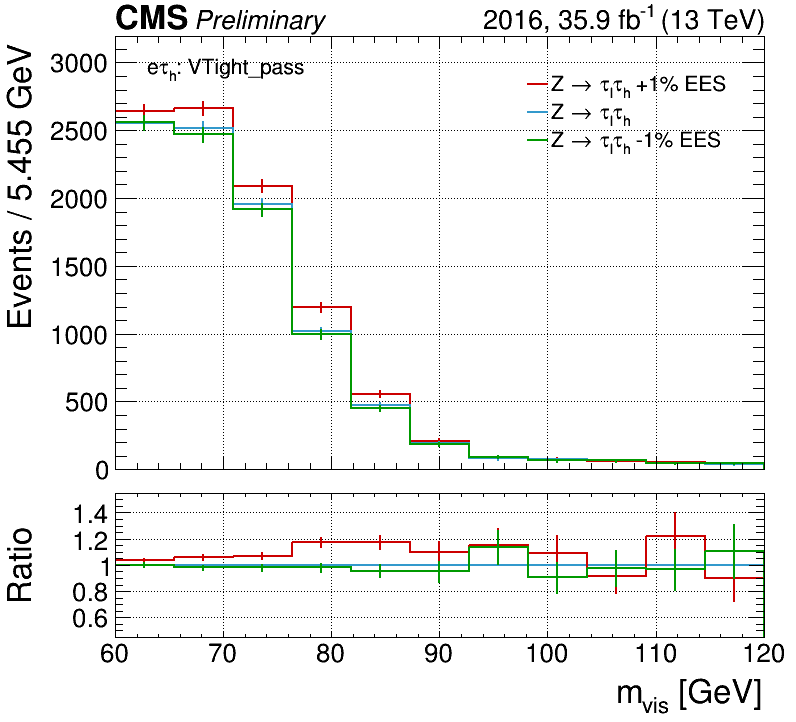 CMS Preliminary 2016, 35.9 fb⁻¹ (13 TeV)
Events / 5.455 GeV
3000
2500
2000
1500
1000
500
0
eτₕ: VTight_pass
Z → τₗτₕ +1% EES
Z → τₗτₕ
Z → τₗτₕ -1% EES
Ratio
1.4
1.2
1
0.8
0.6
60 70 80 90 100 110 120
m_vis [GeV]